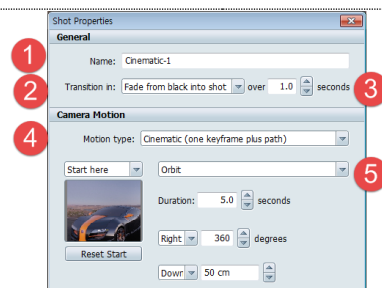 Shot Properties
General
1
Name: Cinematic-1
2 Transition in: Fade from black into shot over 1.0 seconds 3
Camera Motion
4 Motion type: Cinematic (one keyframe plus path)
Start here Orbit 5
Duration: 5.0 seconds
Right 360 degrees
Reset Start
Down 50 cm